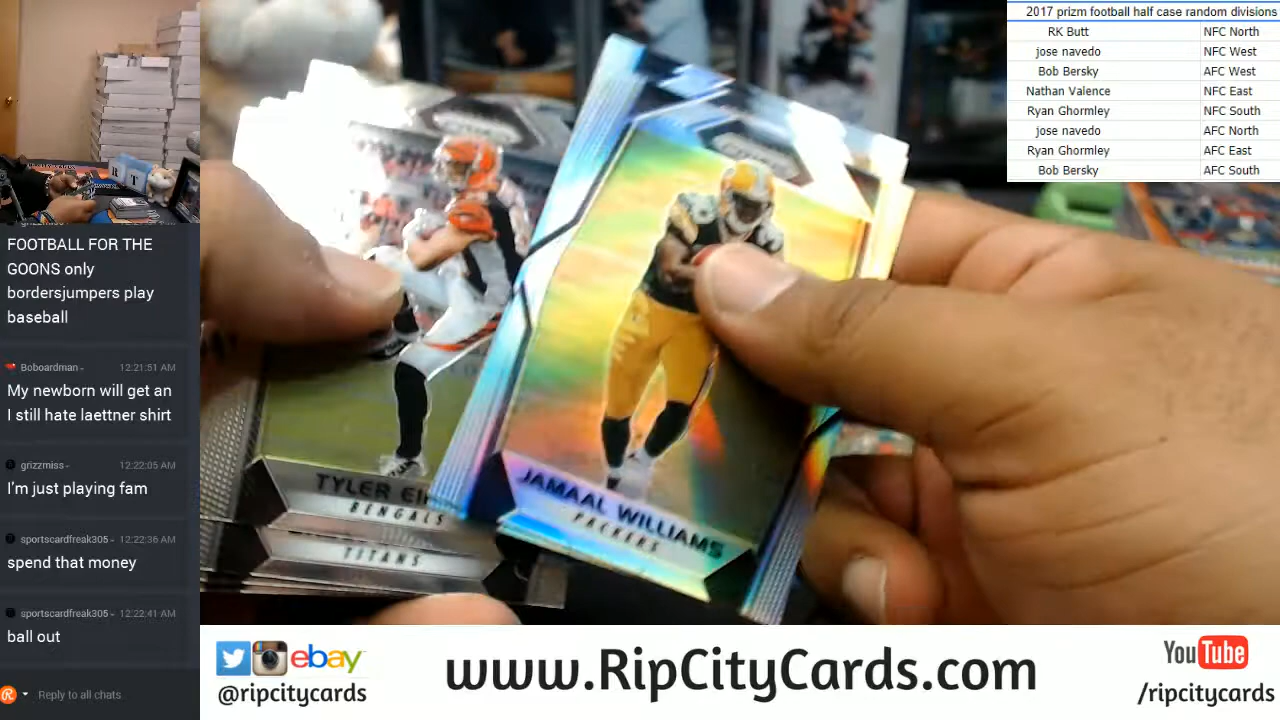 2017 prizm football half case random divisions
RK Butt NFC North
jose navedo NFC West
Bob Bersky AFC West
Nathan Valence NFC East
Ryan Ghormley NFC South
jose navedo AFC North
Ryan Ghormley AFC East
Bob Bersky AFC South
FOOTBALL FOR THE
GOONS only
bordersjumpers play
baseball
Boboardman- 12:21:51 AM
My newborn will get an
I still hate laettner shirt
grizzmiss- 12:22:05 AM
I'm just playing fam
sportscardfreak305- 12:22:36 AM
spend that money
sportscardfreak305- 12:22:41 AM
ball out
Reply to all chats
TYLER
BENGALS
TITANS
JAMAAL WILLIAMS
PACKERS
ebay
@ripcitycards
www.RipCityCards.com
YouTube
/ripcitycards